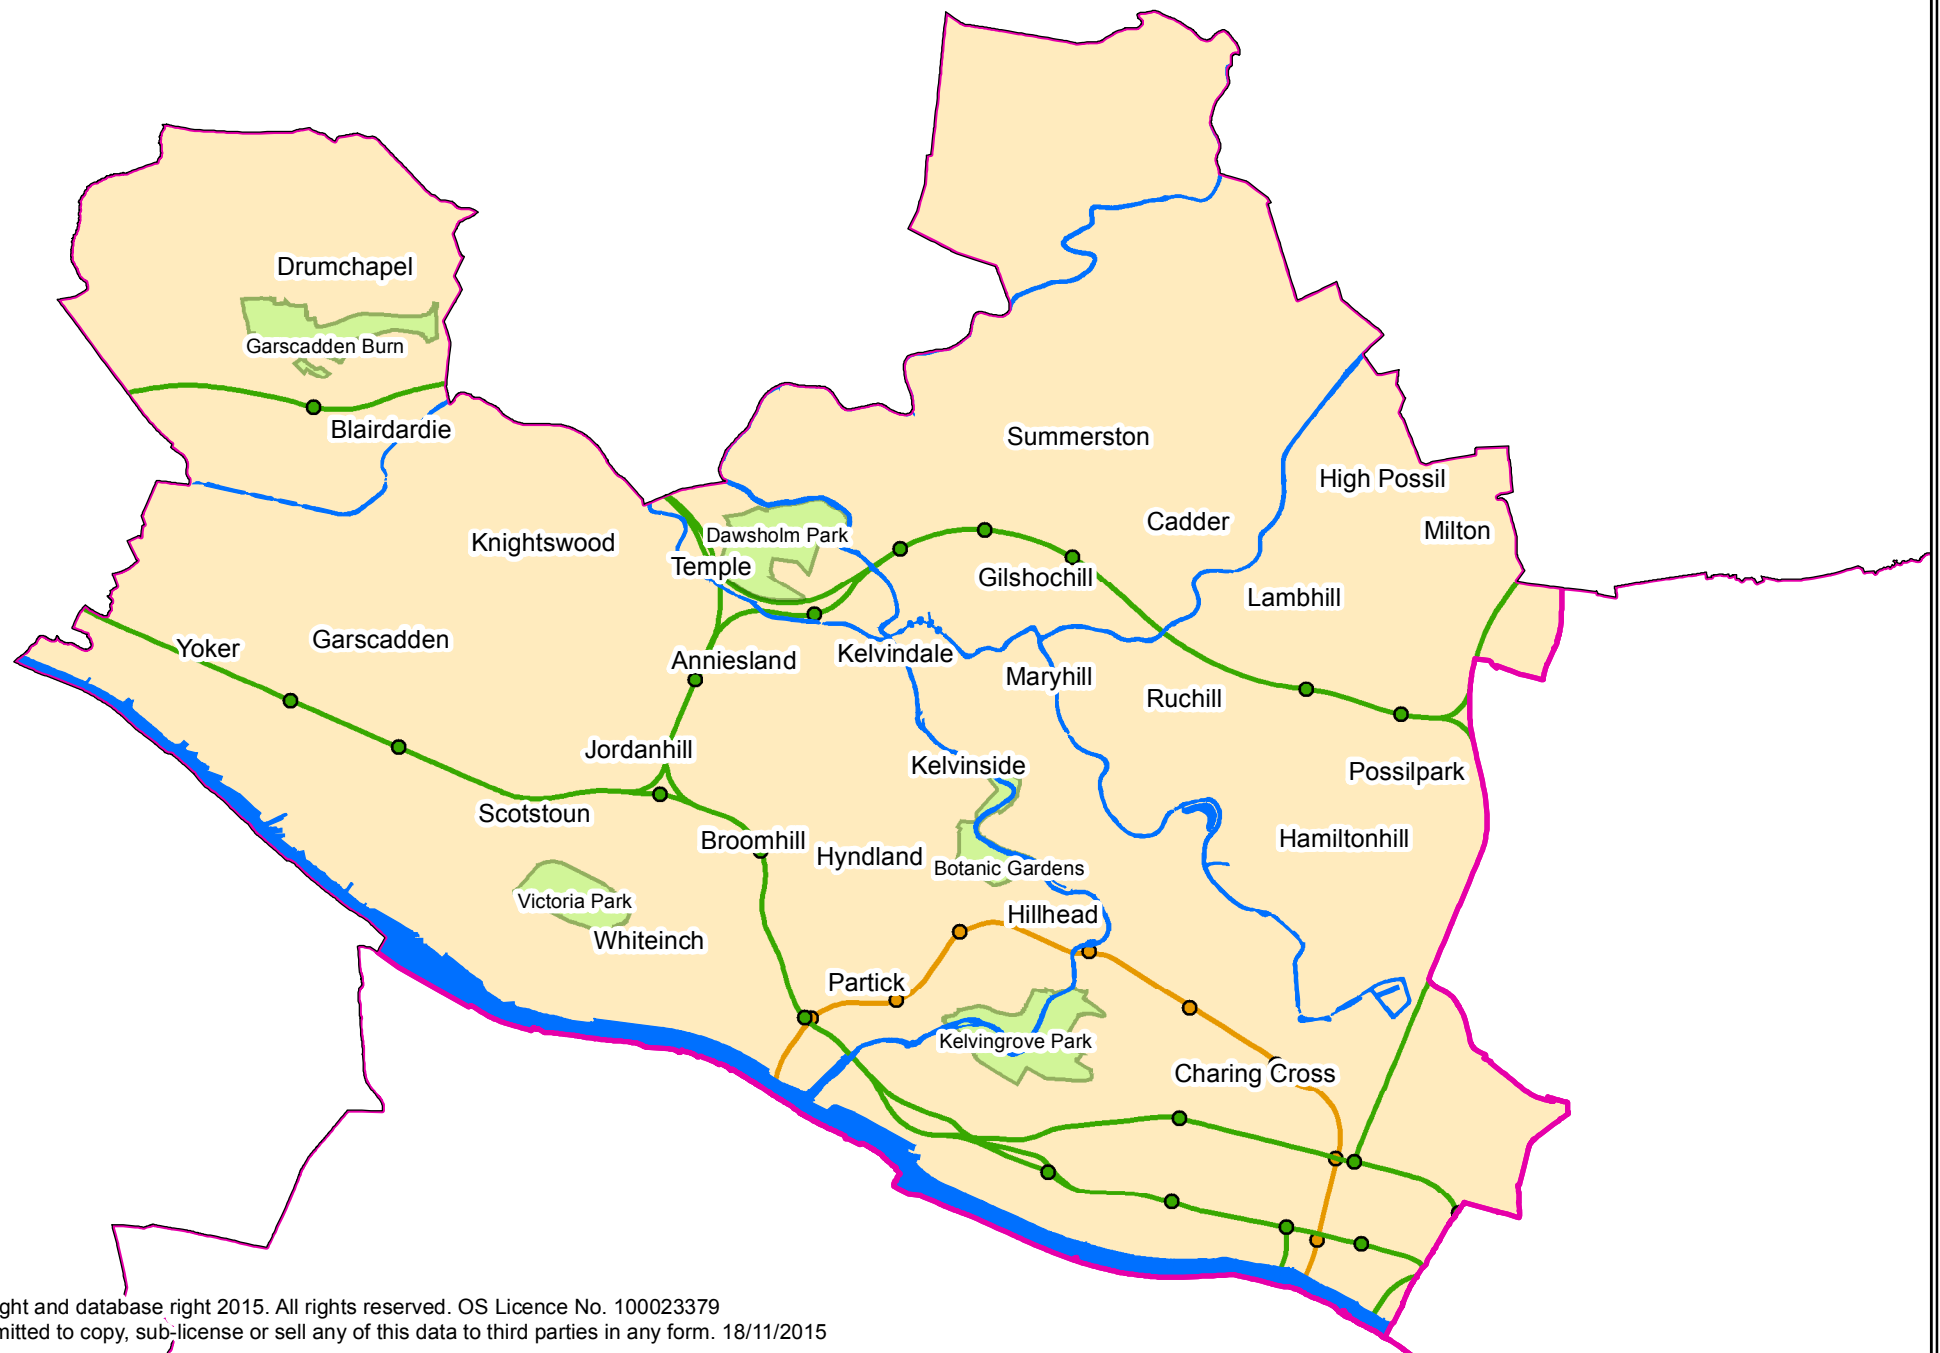 Drumchapel
Garscadden Burn
Blairdardie
Summerston
High Possil
Cadder
Milton
Knightswood
Dawsholm Park
Temple
Gilshochill
Lambhill
Yoker
Garscadden
Anniesland
Kelvindale
Maryhill
Ruchill
Jordanhill
Kelvinside
Possilpark
Scotstoun
Broomhill
Hyndland
Hamiltonhill
Botanic Gardens
Victoria Park
Hillhead
Whiteinch
Partick
Kelvingrove Park
Charing Cross
ght and database right 2015. All rights reserved. OS Licence No. 100023379
mitted to copy, sub-license or sell any of this data to third parties in any form. 18/11/2015